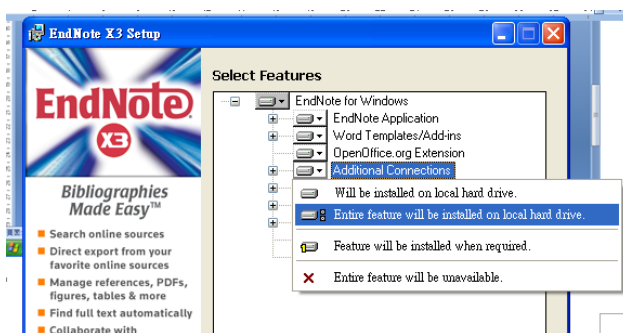 EndNote X3 Setup
EndNote
X3
Bibliographies
Made Easy™
Search online sources
Direct export from your
favorite online sources
Manage references, PDFs,
figures, tables & more
Find full text automatically
Collaborate with
Select Features
EndNote for Windows
EndNote Application
Word Templates/Add-ins
OpenOffice.org Extension
Additional Connections
Will be installed on local hard drive.
Entire feature will be installed on local hard drive.
Feature will be installed when required.
Entire feature will be unavailable.